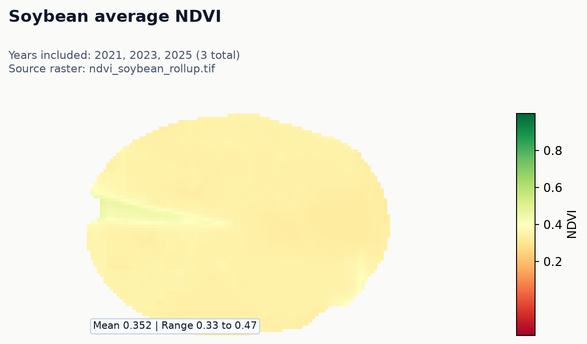 Soybean average NDVI
Years included: 2021, 2023, 2025 (3 total)
Source raster: ndvi_soybean_rollup.tif
0.8
0.6
0.4
0.2
NDVI
Mean 0.352 | Range 0.33 to 0.47